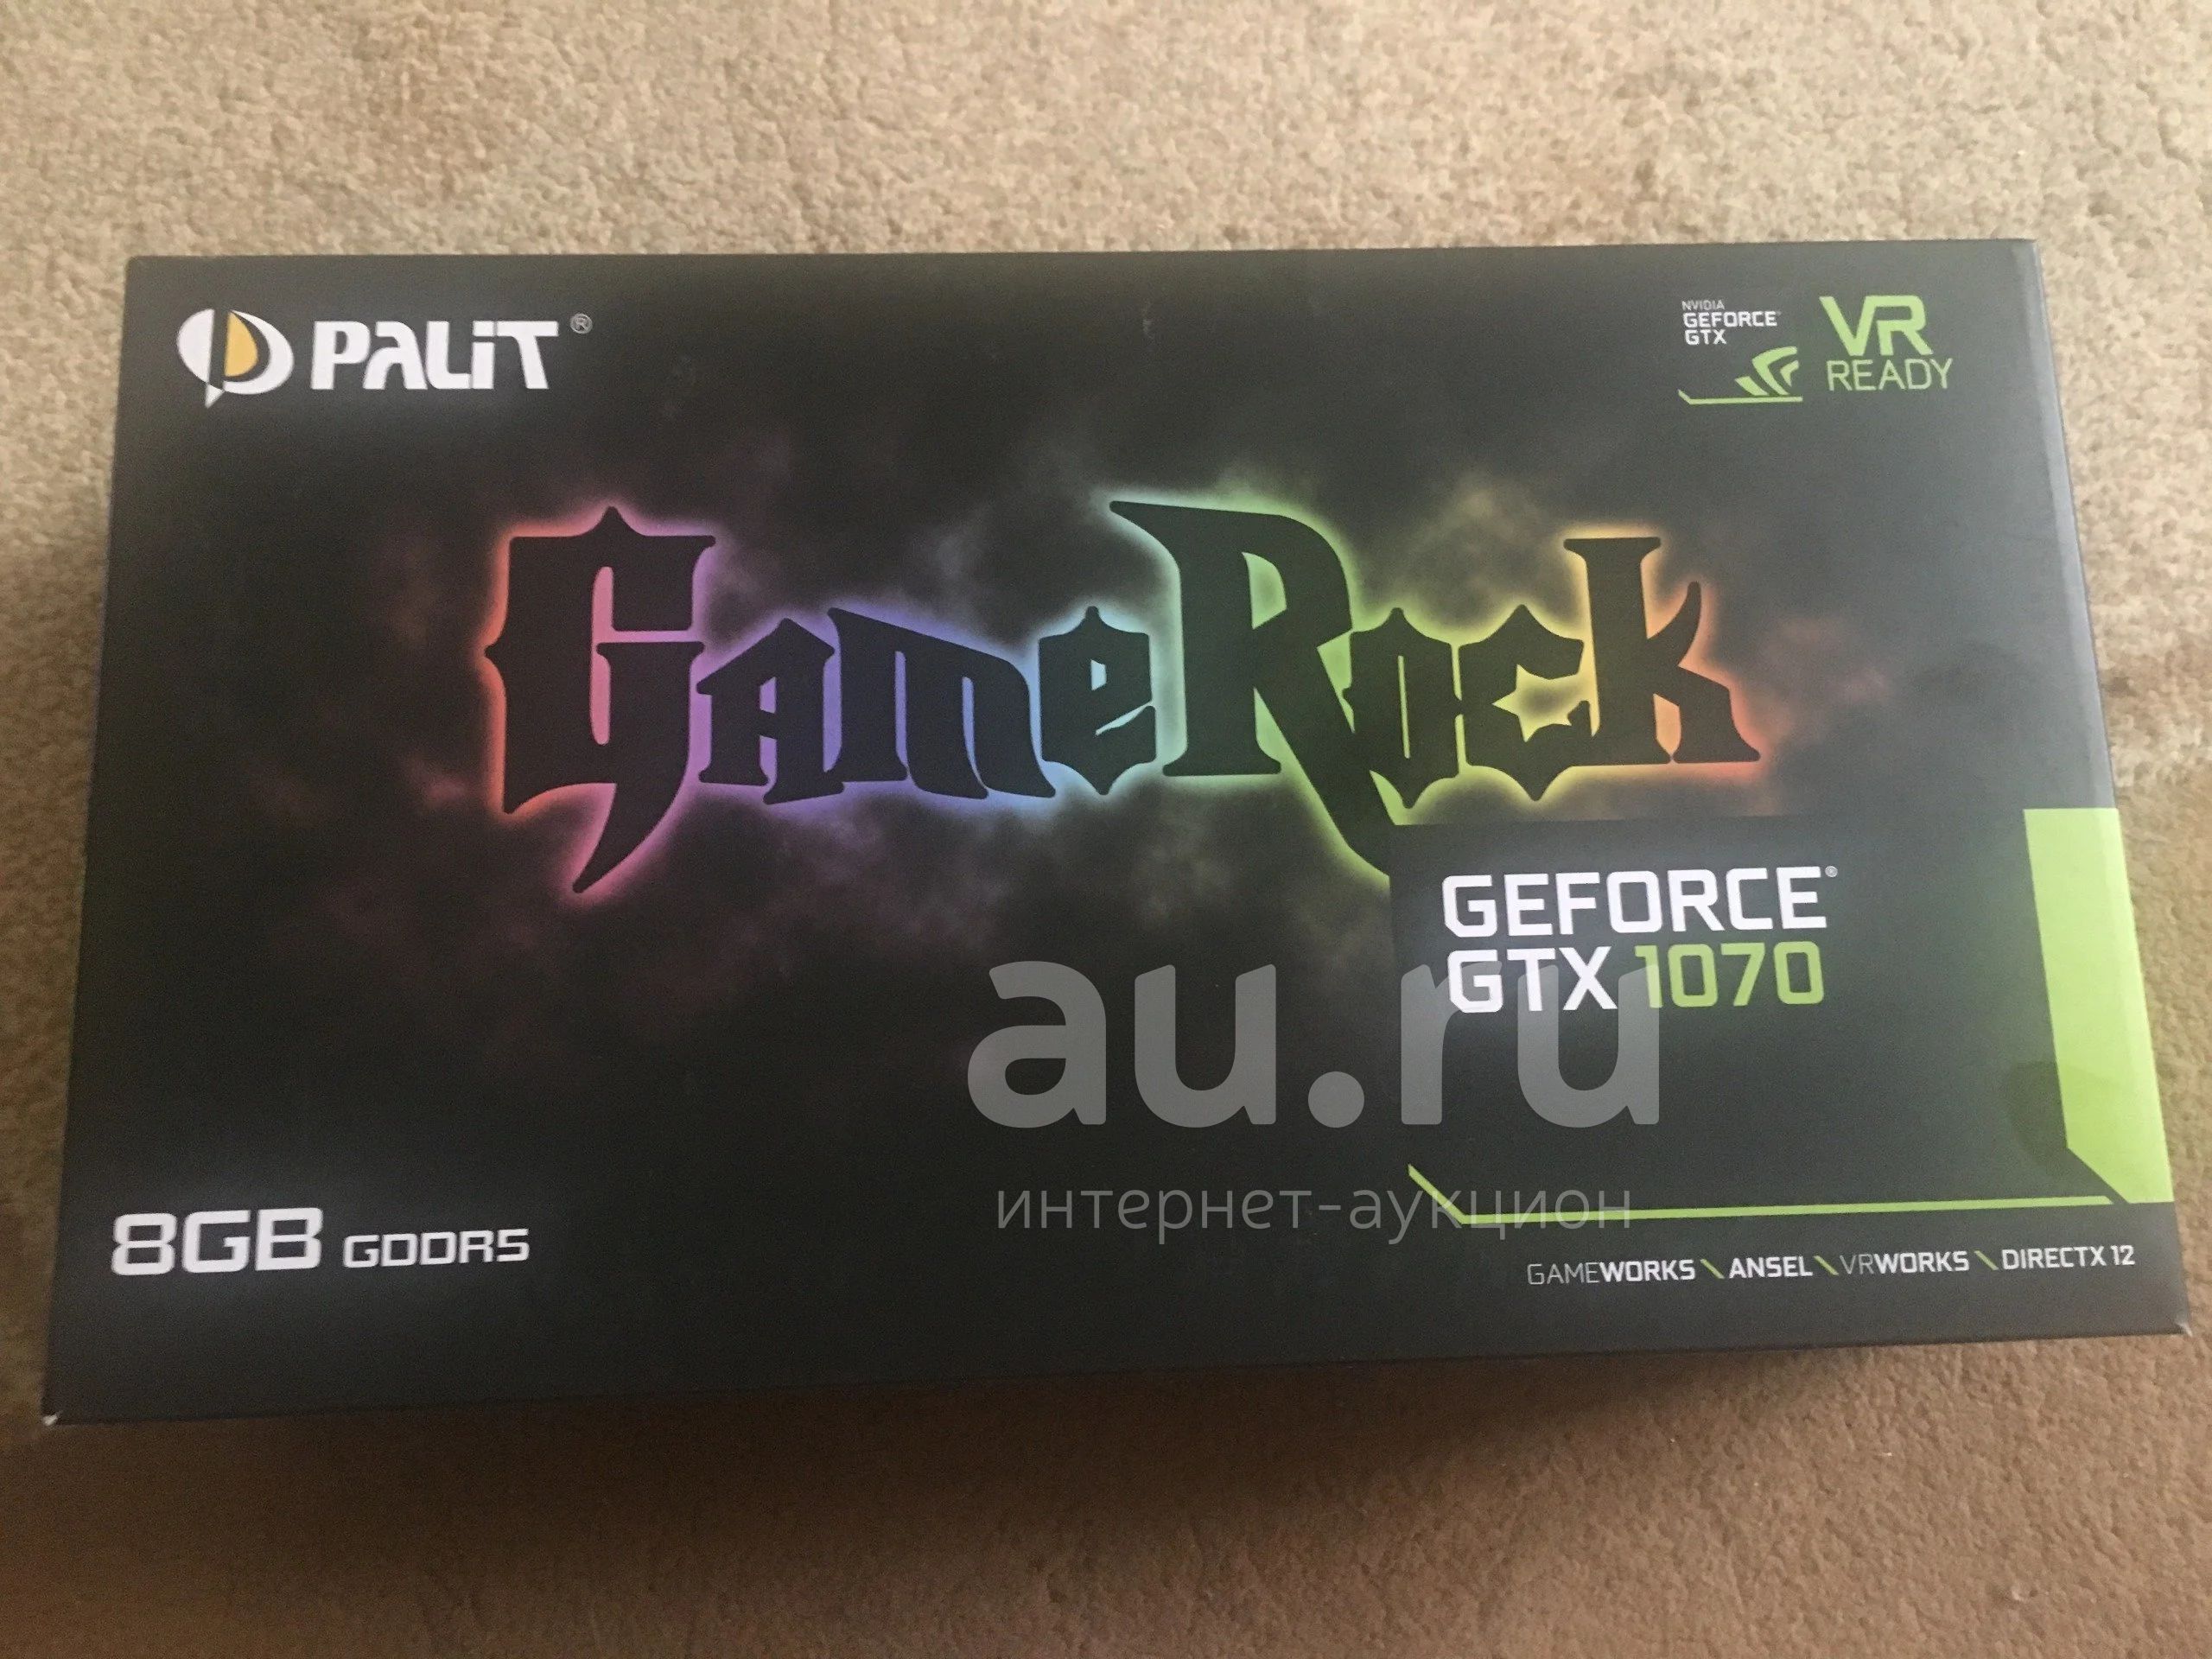 PALiT®
NVIDIA
GEFORCE
GTX
VR
READY
GameRock
GEFORCE®
GTX 1070
au.ru
интернет-аукцион
8GB GDDR5
GAMEWORKS \ ANSEL \ VRWORKS \ DIRECTX 12